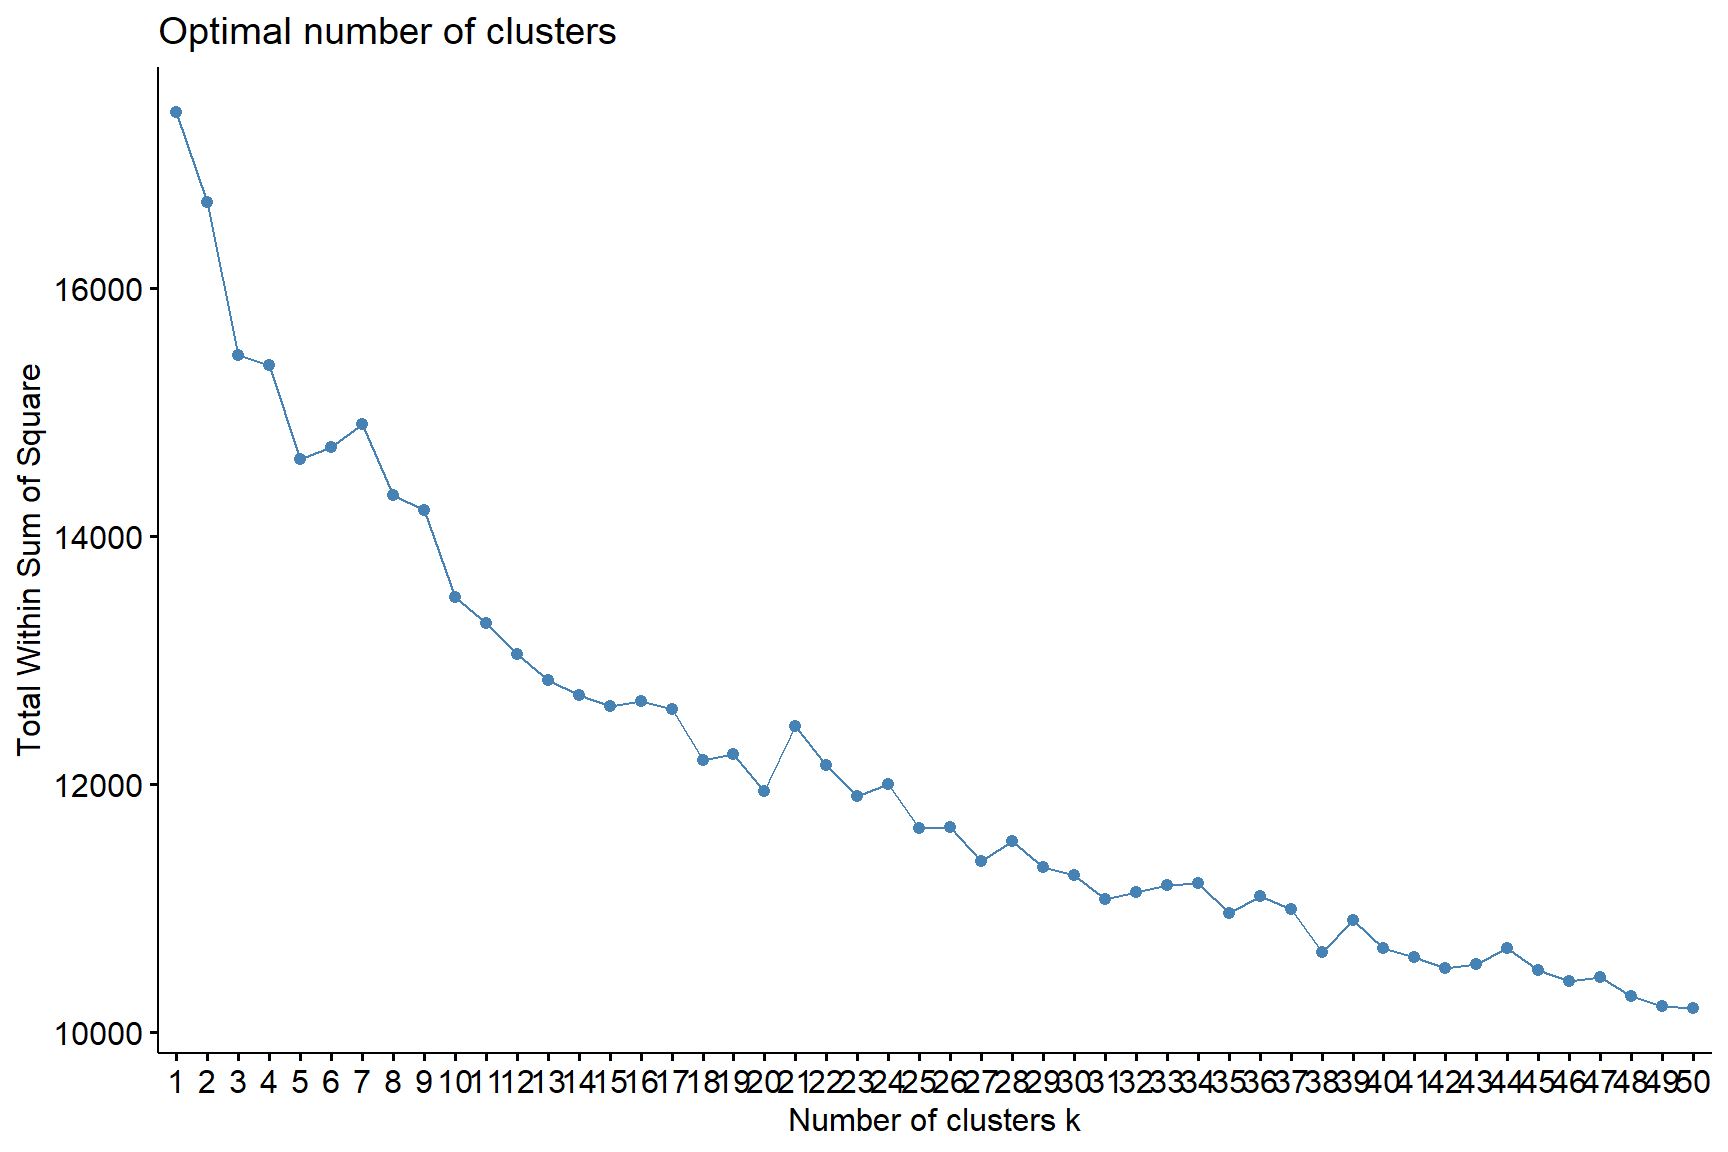 Optimal number of clusters
Total Within Sum of Square
16000
14000
12000
10000
1 2 3 4 5 6 7 8 9 10 11 12 13 14 15 16 17 18 19 20 21 22 23 24 25 26 27 28 29 30 31 32 33 34 35 36 37 38 39 40 41 42 43 44 45 46 47 48 49 50
Number of clusters k